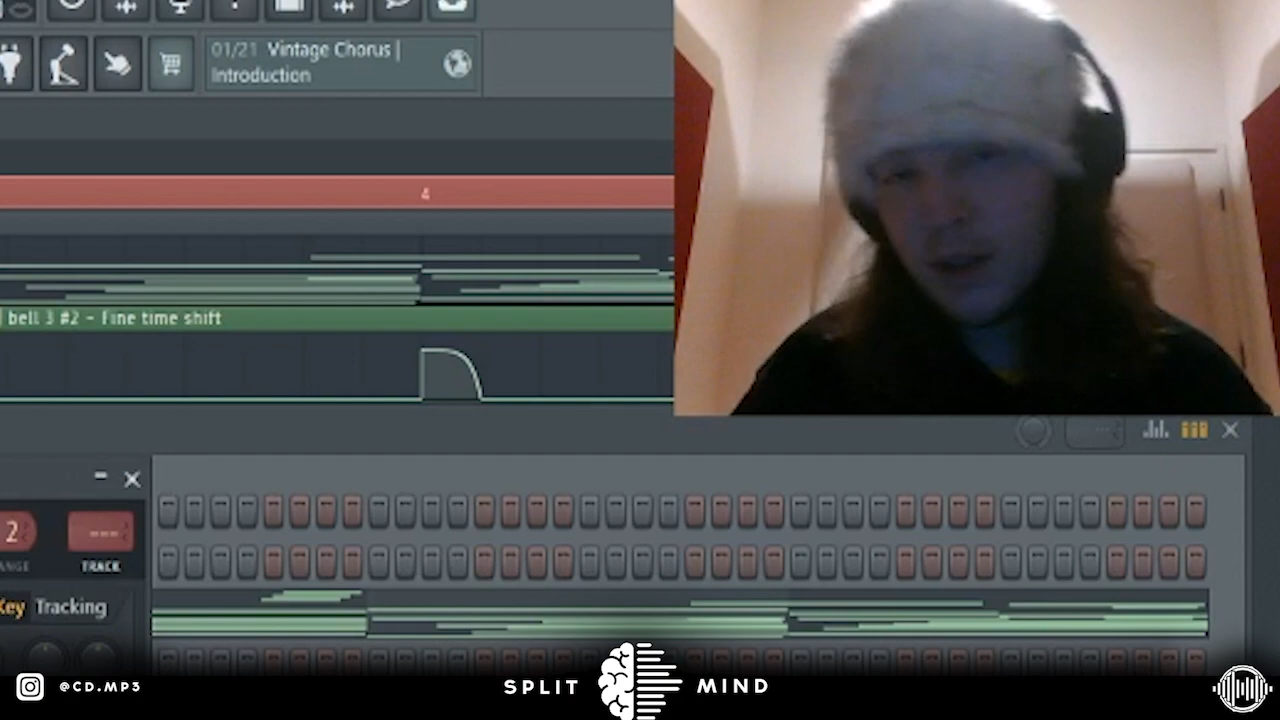 01/21 Vintage Chorus |
Introduction
4
bell 3 #2 - Fine time shift
2
---
TRACK
Key Tracking
@CD.MP3
SPLIT MIND